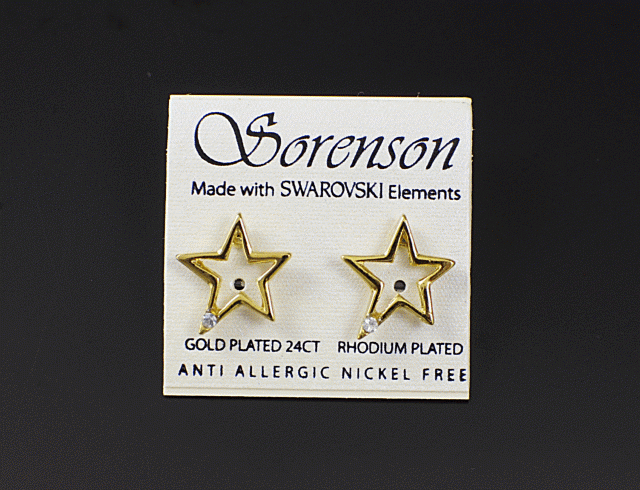 Sorenson
Made with SWAROVSKI Elements
GOLD PLATED 24CT RHODIUM PLATED
ANTI ALLERGIC NICKEL FREE